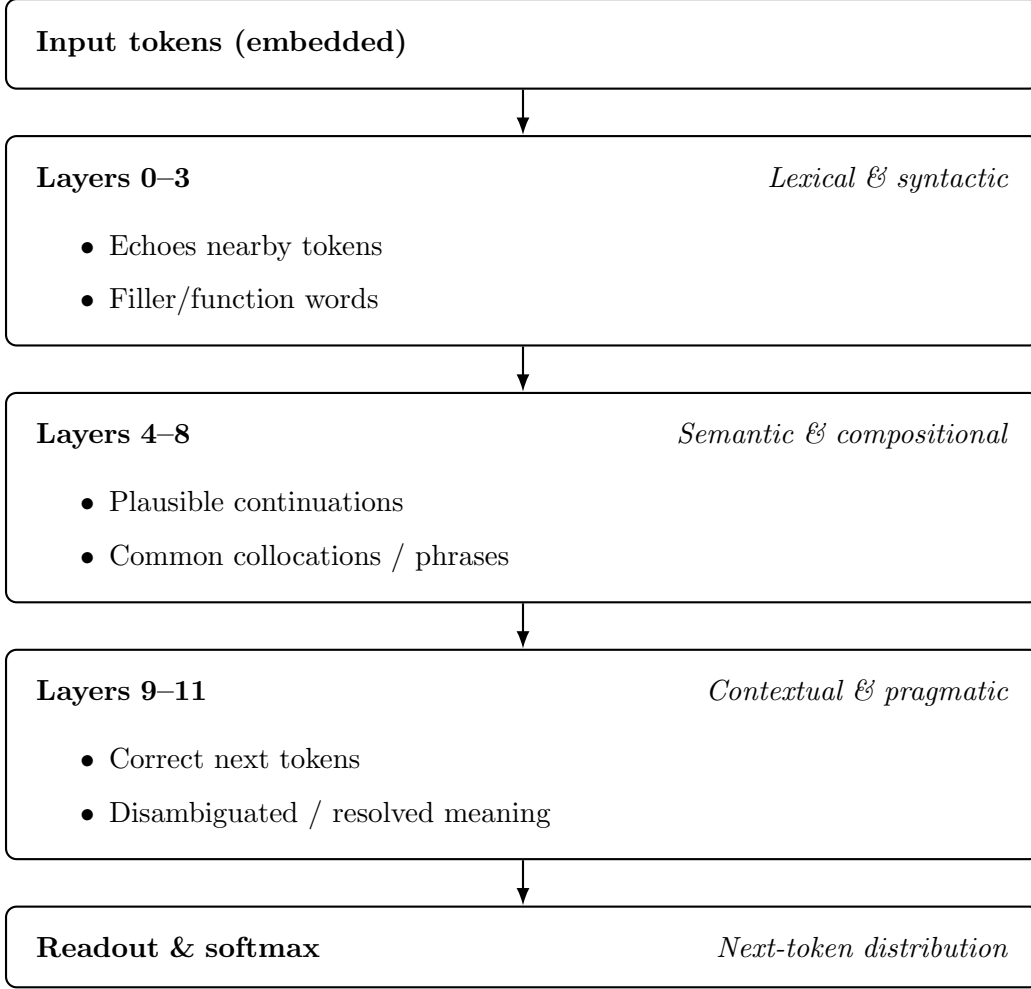 Input tokens (embedded)
Layers 0–3 Lexical & syntactic
• Echoes nearby tokens
• Filler/function words
Layers 4–8 Semantic & compositional
• Plausible continuations
• Common collocations / phrases
Layers 9–11 Contextual & pragmatic
• Correct next tokens
• Disambiguated / resolved meaning
Readout & softmax Next-token distribution